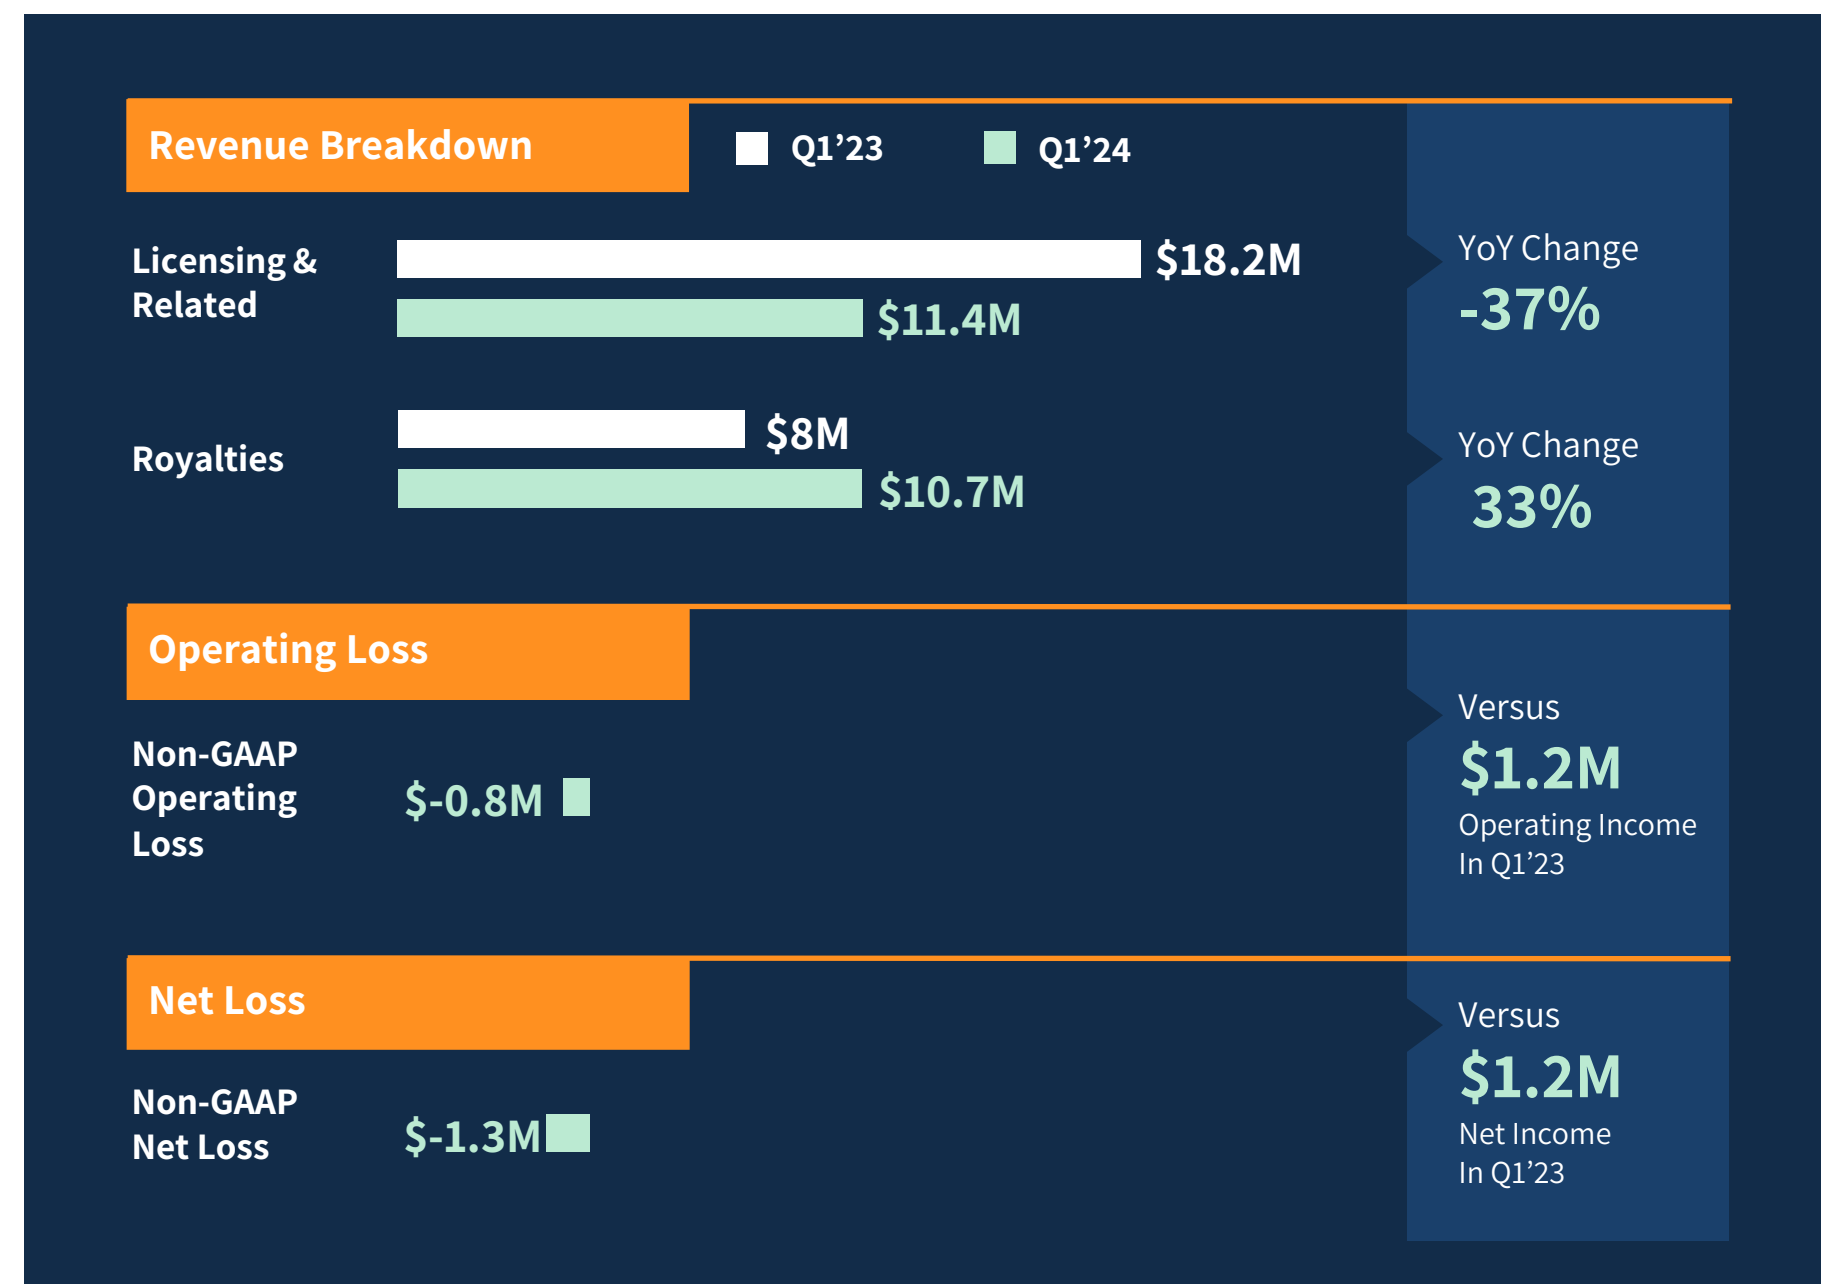 Revenue Breakdown
Q1’23
Q1’24
Licensing &
Related
$18.2M
$11.4M
YoY Change
-37%
Royalties
$8M
$10.7M
YoY Change
33%
Operating Loss
Non-GAAP
Operating
Loss
$-0.8M
Versus
$1.2M
Operating Income
In Q1’23
Net Loss
Non-GAAP
Net Loss
$-1.3M
Versus
$1.2M
Net Income
In Q1’23